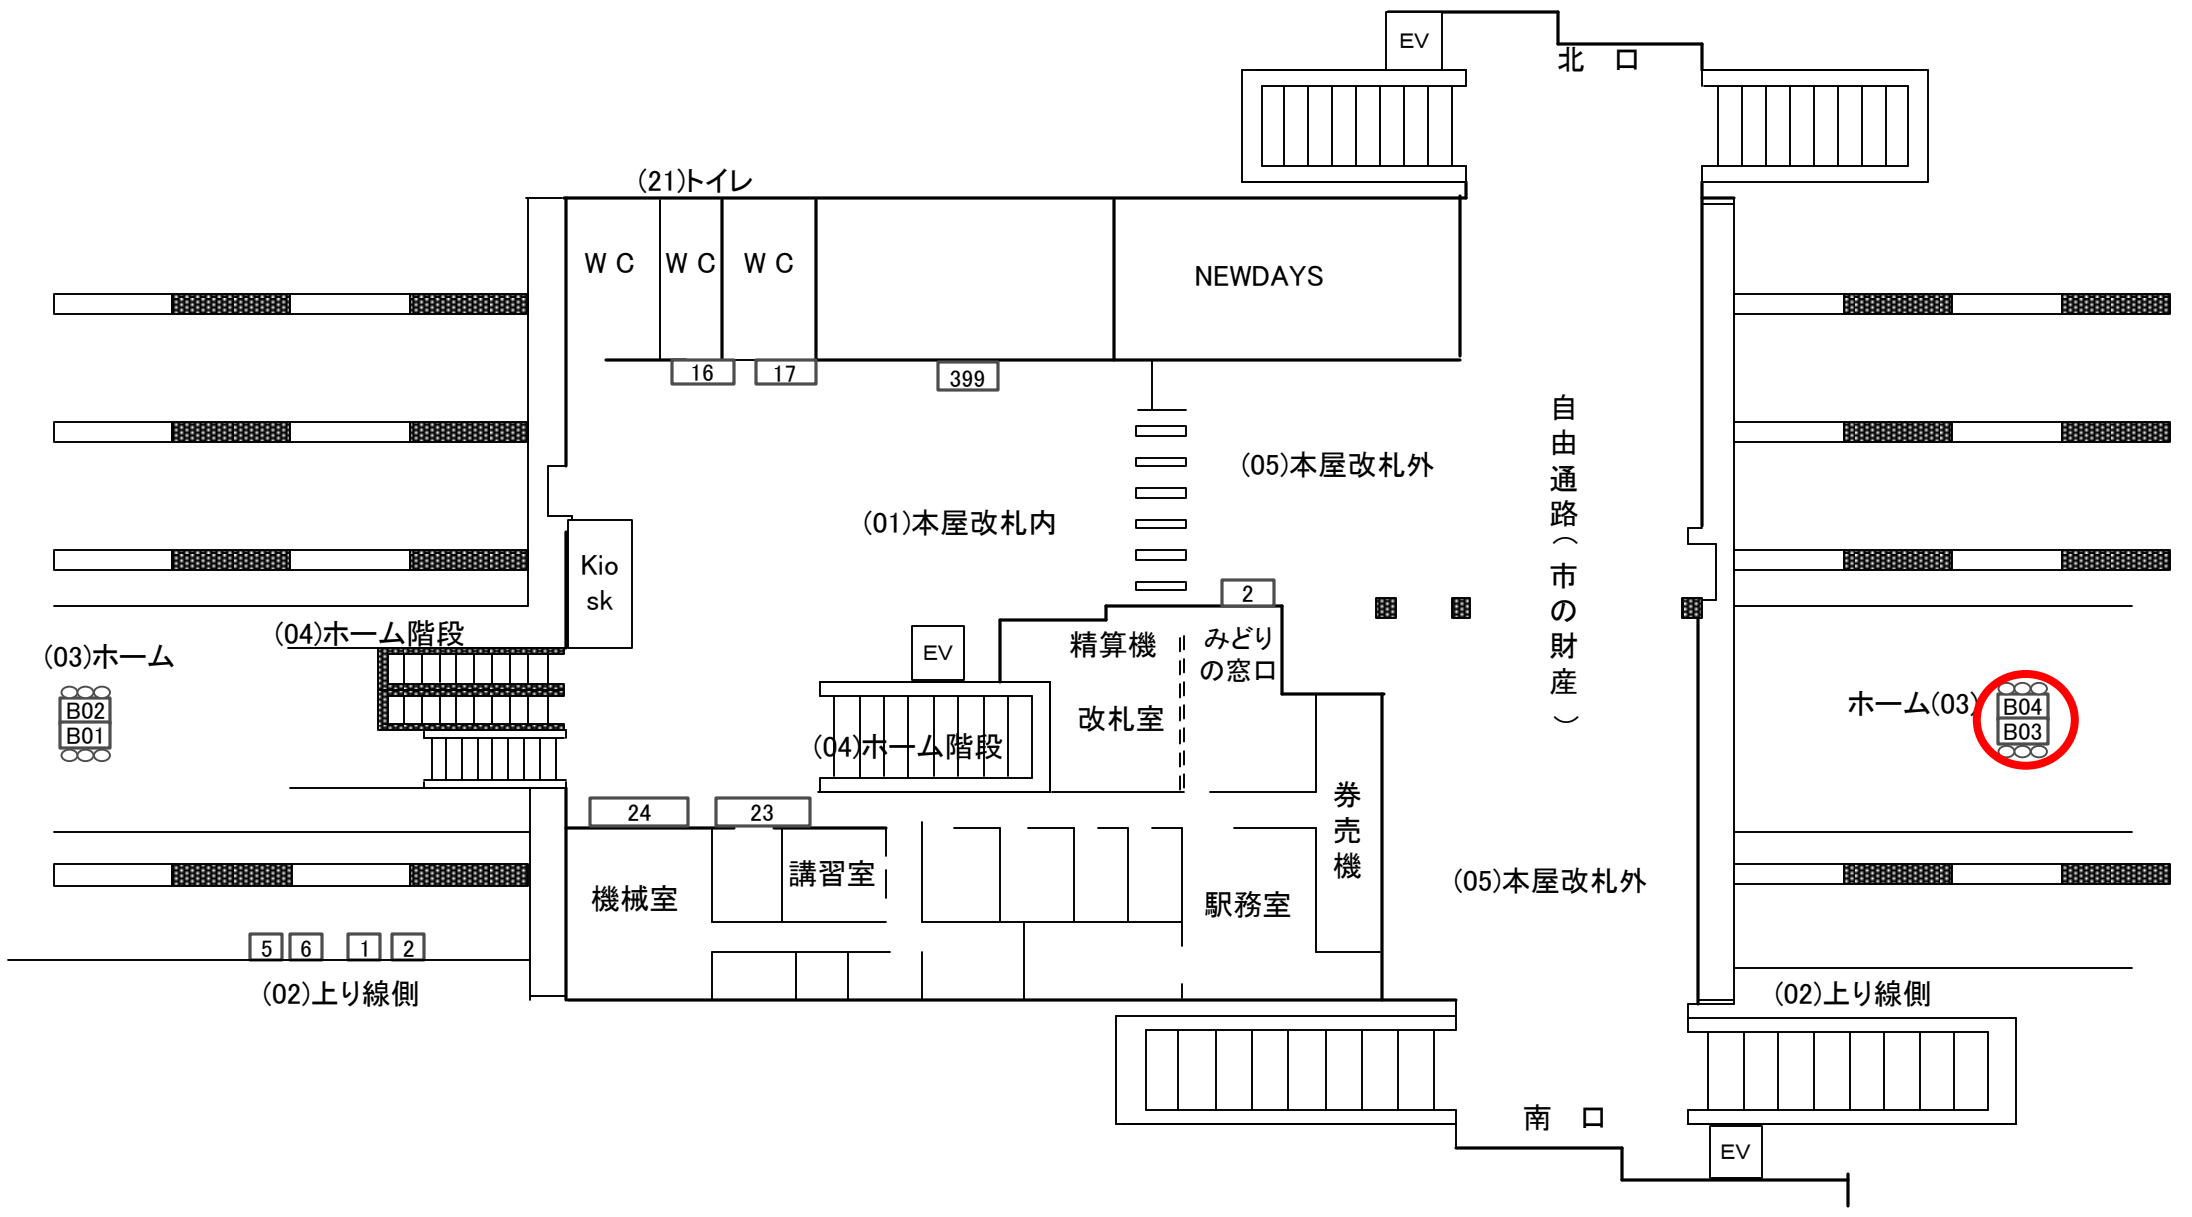 EV
北　口
(21)トイレ
ＷＣ
ＷＣ
ＷＣ
NEWDAYS
16
17
399
自由通路（市の財産）
(05)本屋改札外
(01)本屋改札内
Kio
sk
2
(04)ホーム階段
(03)ホーム
B02
B01
EV
精算機
みどり
の窓口
改札室
(04)ホーム階段
ホーム(03)
B04
B03
24
23
券売機
講習室
機械室
駅務室
(05)本屋改札外
5
6
1
2
(02)上り線側
(02)上り線側
南　口
EV